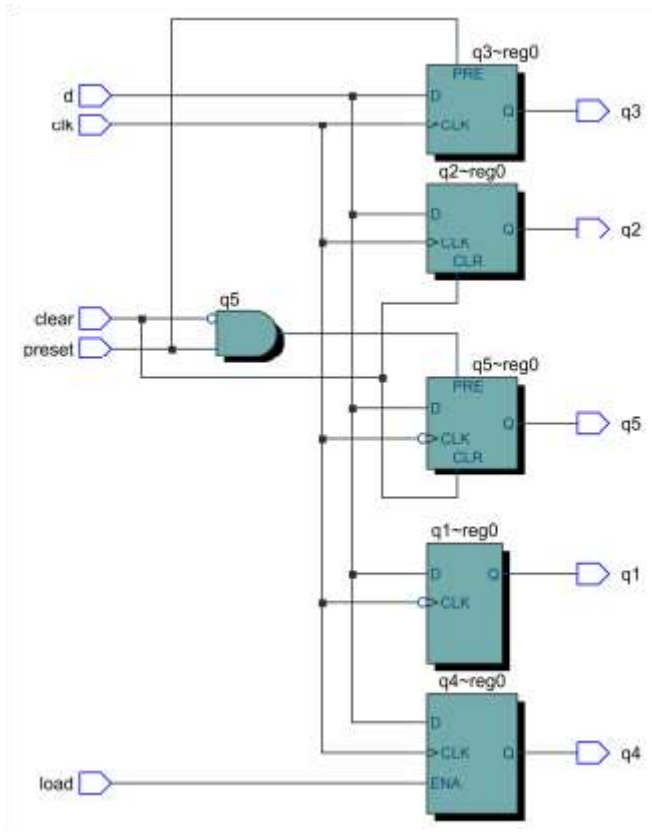 q3~reg0
PRE
d
D
Q
q3
clk
CLK
q2~reg0
D
Q
q2
CLK
CLR
q5
clear
preset
q5~reg0
PRE
D
Q
q5
CLK
CLR
q1~reg0
D
Q
q1
CLK
q4~reg0
D
CLK
Q
q4
load
ENA